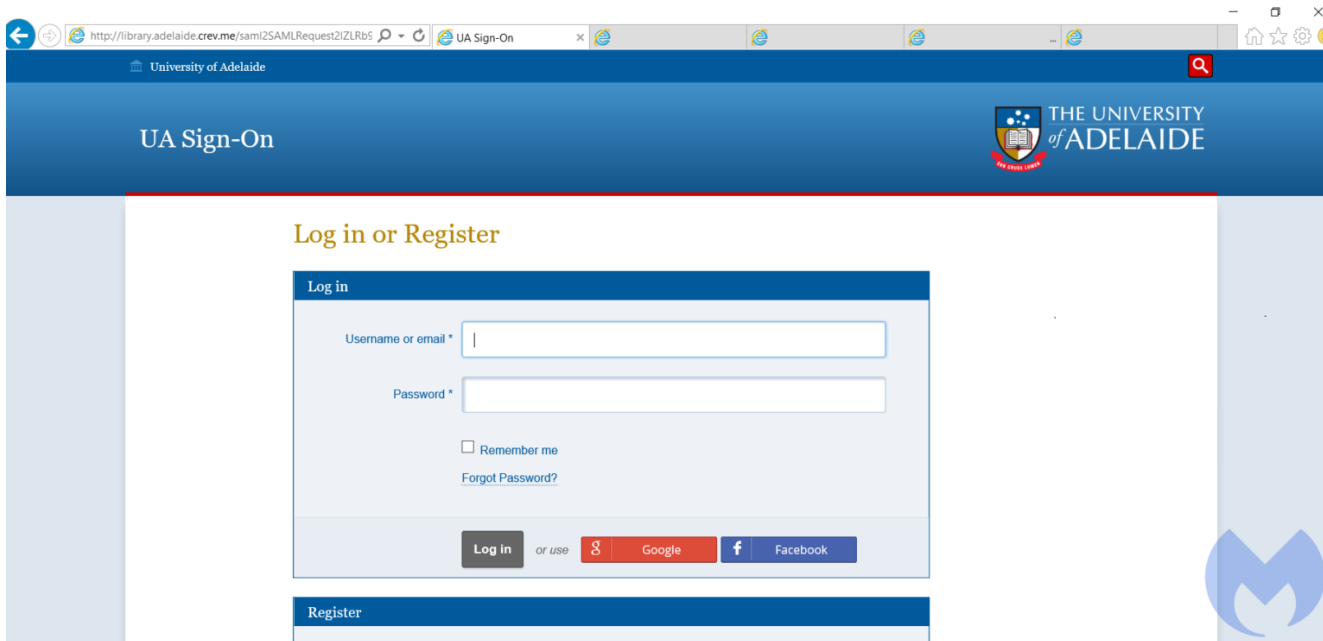 http://library.adelaide.crev.me/saml2SAMLRequest2IZLRbS
UA Sign-On
...
University of Adelaide
UA Sign-On
THE UNIVERSITY
of ADELAIDE
Log in or Register
Log in
Username or email *
Password *
Remember me
Forgot Password?
Log in or use g Google f Facebook
Register